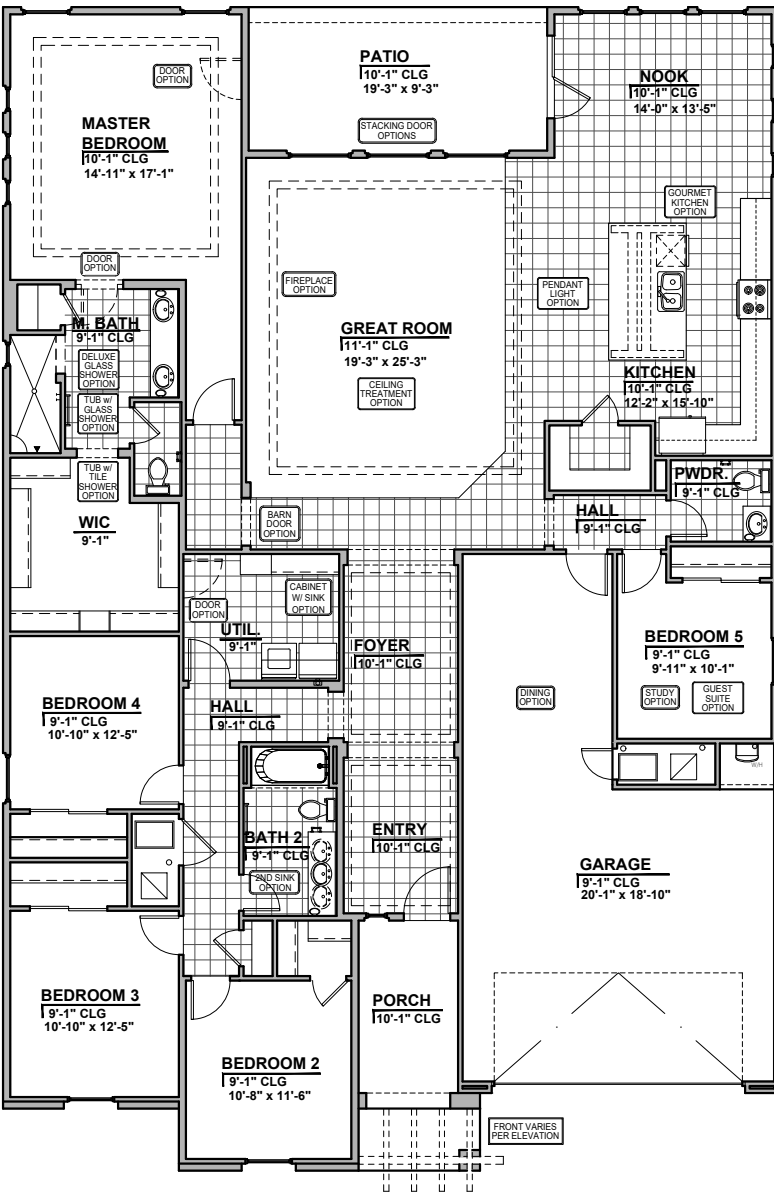 PATIO
10'-1" CLG
19'-3" x 9'-3"
STACKING DOOR
OPTIONS
NOOK
10'-1" CLG
14'-0" x 13'-5"
DOOR
OPTION
MASTER
BEDROOM
10'-1" CLG
14'-11" x 17'-1"
DOOR
OPTION
GOURMET
KITCHEN
OPTION
FIREPLACE
OPTION
PENDANT
LIGHT
OPTION
GREAT ROOM
11'-1" CLG
19'-3" x 25'-3"
CEILING
TREATMENT
OPTION
M. BATH
9'-1" CLG
DELUXE
GLASS
SHOWER
OPTION
TUB w/
GLASS
SHOWER
OPTION
TUB w/
TILE
SHOWER
OPTION
KITCHEN
10'-1" CLG
12'-2" x 15'-10"
PWDR.
9'-1" CLG
WIC
9'-1"
BARN
DOOR
OPTION
HALL
9'-1" CLG
DOOR
OPTION
CABINET
W/ SINK
OPTION
UTIL.
9'-1"
FOYER
10'-1" CLG
BEDROOM 5
9'-1" CLG
9'-11" x 10'-1"
STUDY
OPTION
GUEST
SUITE
OPTION
DINING
OPTION
BEDROOM 4
9'-1" CLG
10'-10" x 12'-5"
HALL
9'-1" CLG
W/H
BATH 2
9'-1" CLG
2ND SINK
OPTION
ENTRY
10'-1" CLG
GARAGE
9'-1" CLG
20'-1" x 18'-10"
BEDROOM 3
9'-1" CLG
10'-10" x 12'-5"
PORCH
10'-1" CLG
BEDROOM 2
9'-1" CLG
10'-8" x 11'-6"
FRONT VARIES
PER ELEVATION